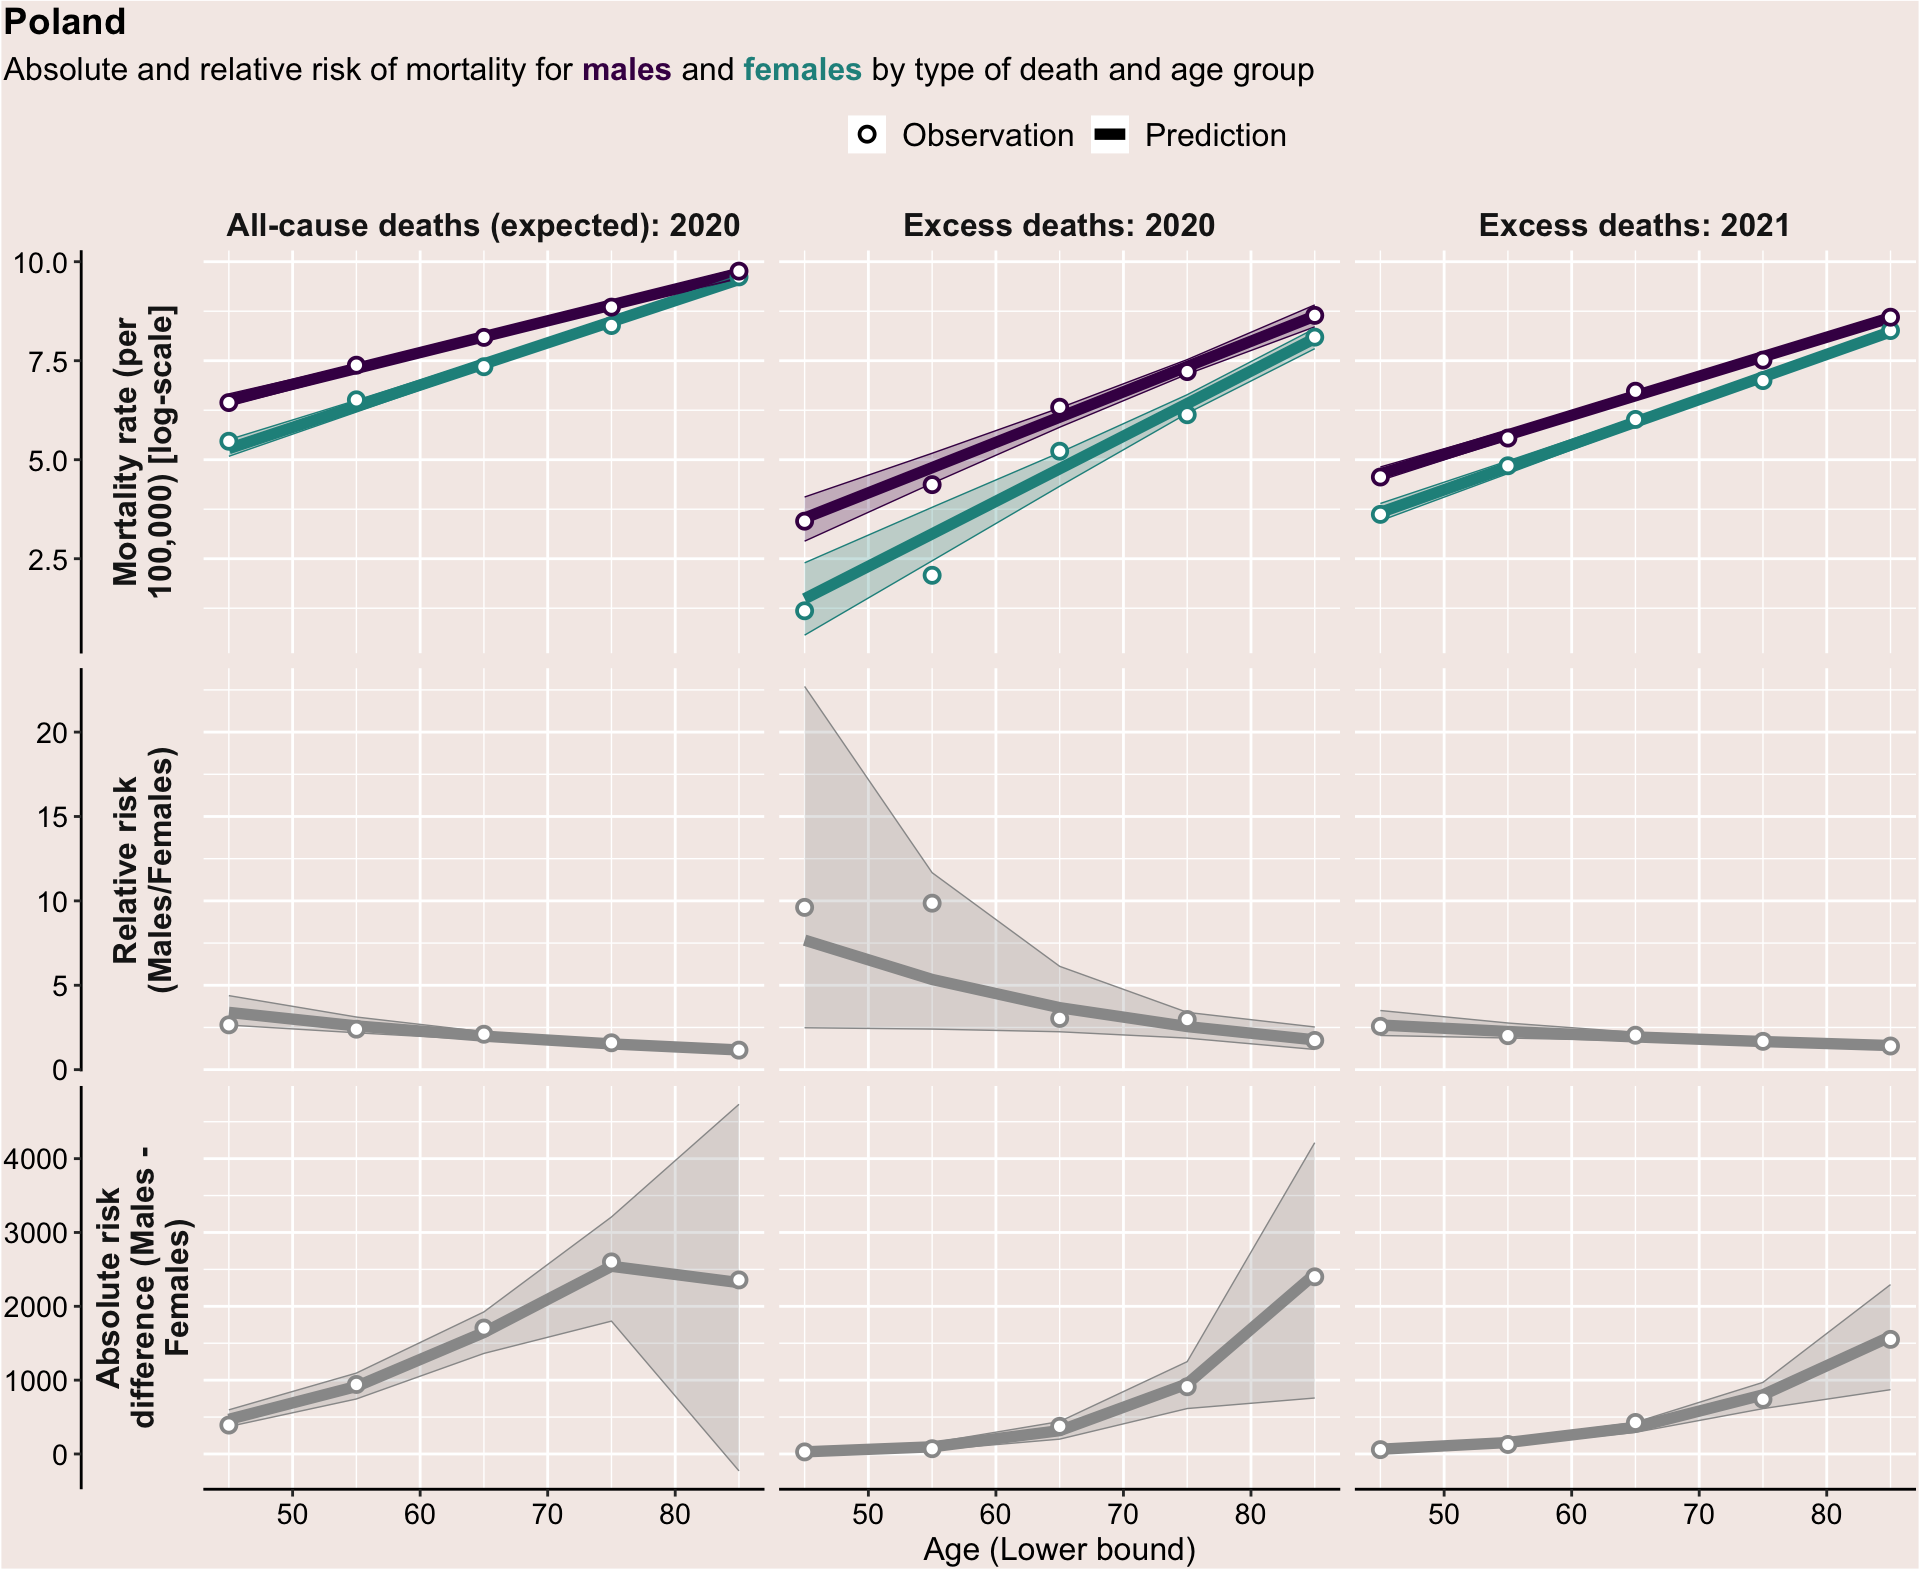 Poland
Absolute and relative risk of mortality for males and females by type of death and age group
Observation Prediction
All-cause deaths (expected): 2020 Excess deaths: 2020 Excess deaths: 2021
Mortality rate (per
100,000) [log-scale]
10.0
7.5
5.0
2.5
Relative risk
(Males/Females)
20
15
10
5
0
Absolute risk
difference (Males -
Females)
4000
3000
2000
1000
0
50 60 70 80 50 60 70 80 50 60 70 80
Age (Lower bound)